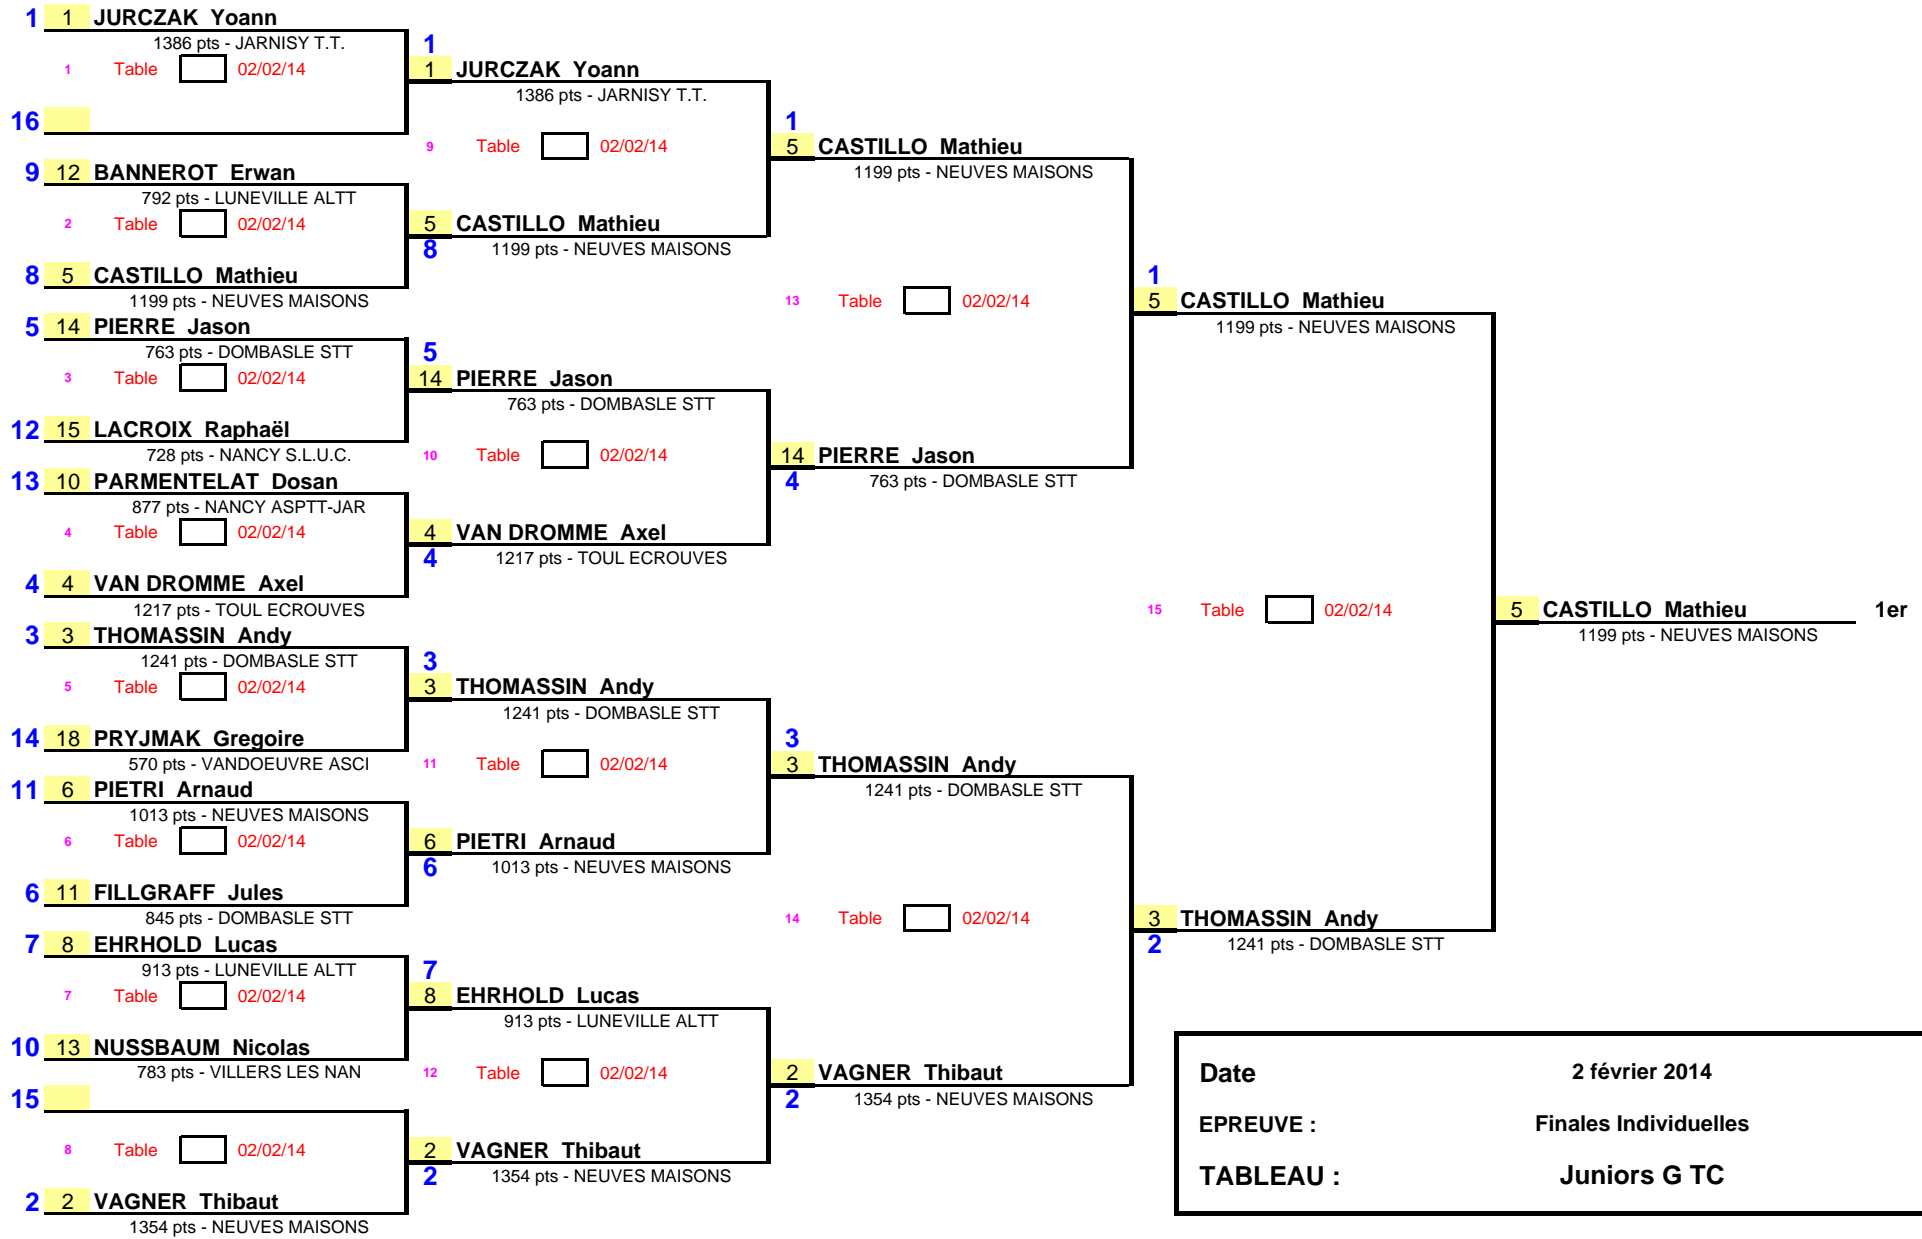 1 1 JURCZAK Yoann
1386 pts - JARNISY T.T.
1 Table 02/02/14
16
9 12 BANNEROT Erwan
792 pts - LUNEVILLE ALTT
2 Table 02/02/14
8 5 CASTILLO Mathieu
1199 pts - NEUVES MAISONS
5 14 PIERRE Jason
763 pts - DOMBASLE STT
3 Table 02/02/14
12 15 LACROIX Raphaël
728 pts - NANCY S.L.U.C.
13 10 PARMENTELAT Dosan
877 pts - NANCY ASPTT-JAR
4 Table 02/02/14
4 4 VAN DROMME Axel
1217 pts - TOUL ECROUVES
3 3 THOMASSIN Andy
1241 pts - DOMBASLE STT
5 Table 02/02/14
14 18 PRYJMAK Gregoire
570 pts - VANDOEUVRE ASCI
11 6 PIETRI Arnaud
1013 pts - NEUVES MAISONS
6 Table 02/02/14
6 11 FILLGRAFF Jules
845 pts - DOMBASLE STT
7 8 EHRHOLD Lucas
913 pts - LUNEVILLE ALTT
7 Table 02/02/14
10 13 NUSSBAUM Nicolas
783 pts - VILLERS LES NAN
15
8 Table 02/02/14
2 2 VAGNER Thibaut
1354 pts - NEUVES MAISONS
1
1 JURCZAK Yoann
1386 pts - JARNISY T.T.
9 Table 02/02/14
5 CASTILLO Mathieu
8
1199 pts - NEUVES MAISONS
5
14 PIERRE Jason
763 pts - DOMBASLE STT
10 Table 02/02/14
4 VAN DROMME Axel
4
1217 pts - TOUL ECROUVES
3
3 THOMASSIN Andy
1241 pts - DOMBASLE STT
11 Table 02/02/14
6 PIETRI Arnaud
6
1013 pts - NEUVES MAISONS
7
8 EHRHOLD Lucas
913 pts - LUNEVILLE ALTT
12 Table 02/02/14
2 VAGNER Thibaut
2
1354 pts - NEUVES MAISONS
1
5 CASTILLO Mathieu
1199 pts - NEUVES MAISONS
13 Table 02/02/14
14 PIERRE Jason
4
763 pts - DOMBASLE STT
3
3 THOMASSIN Andy
1241 pts - DOMBASLE STT
14 Table 02/02/14
2 VAGNER Thibaut
2
1354 pts - NEUVES MAISONS
1
5 CASTILLO Mathieu
1199 pts - NEUVES MAISONS
15 Table 02/02/14
3 THOMASSIN Andy
2
1241 pts - DOMBASLE STT
5 CASTILLO Mathieu 1er
1199 pts - NEUVES MAISONS
Date 2 février 2014
EPREUVE : Finales Individuelles
TABLEAU : Juniors G TC